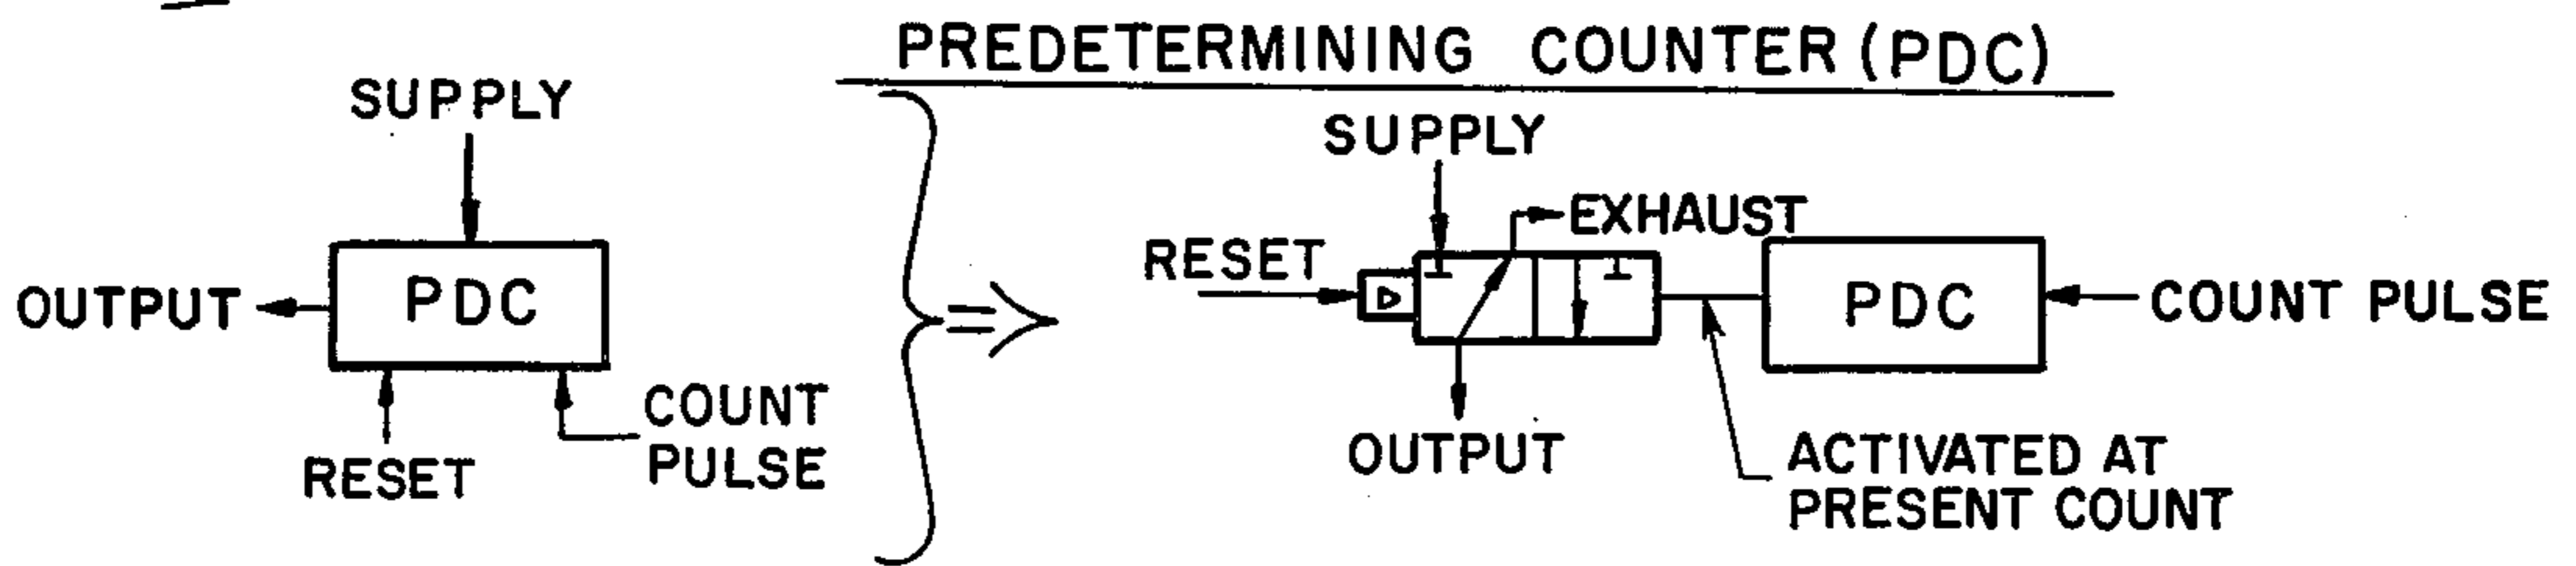 PREDETERMINING COUNTER (PDC)
SUPPLY
OUTPUT
PDC
RESET
COUNT
PULSE
SUPPLY
EXHAUST
RESET
PDC
COUNT PULSE
OUTPUT
ACTIVATED AT
PRESENT COUNT